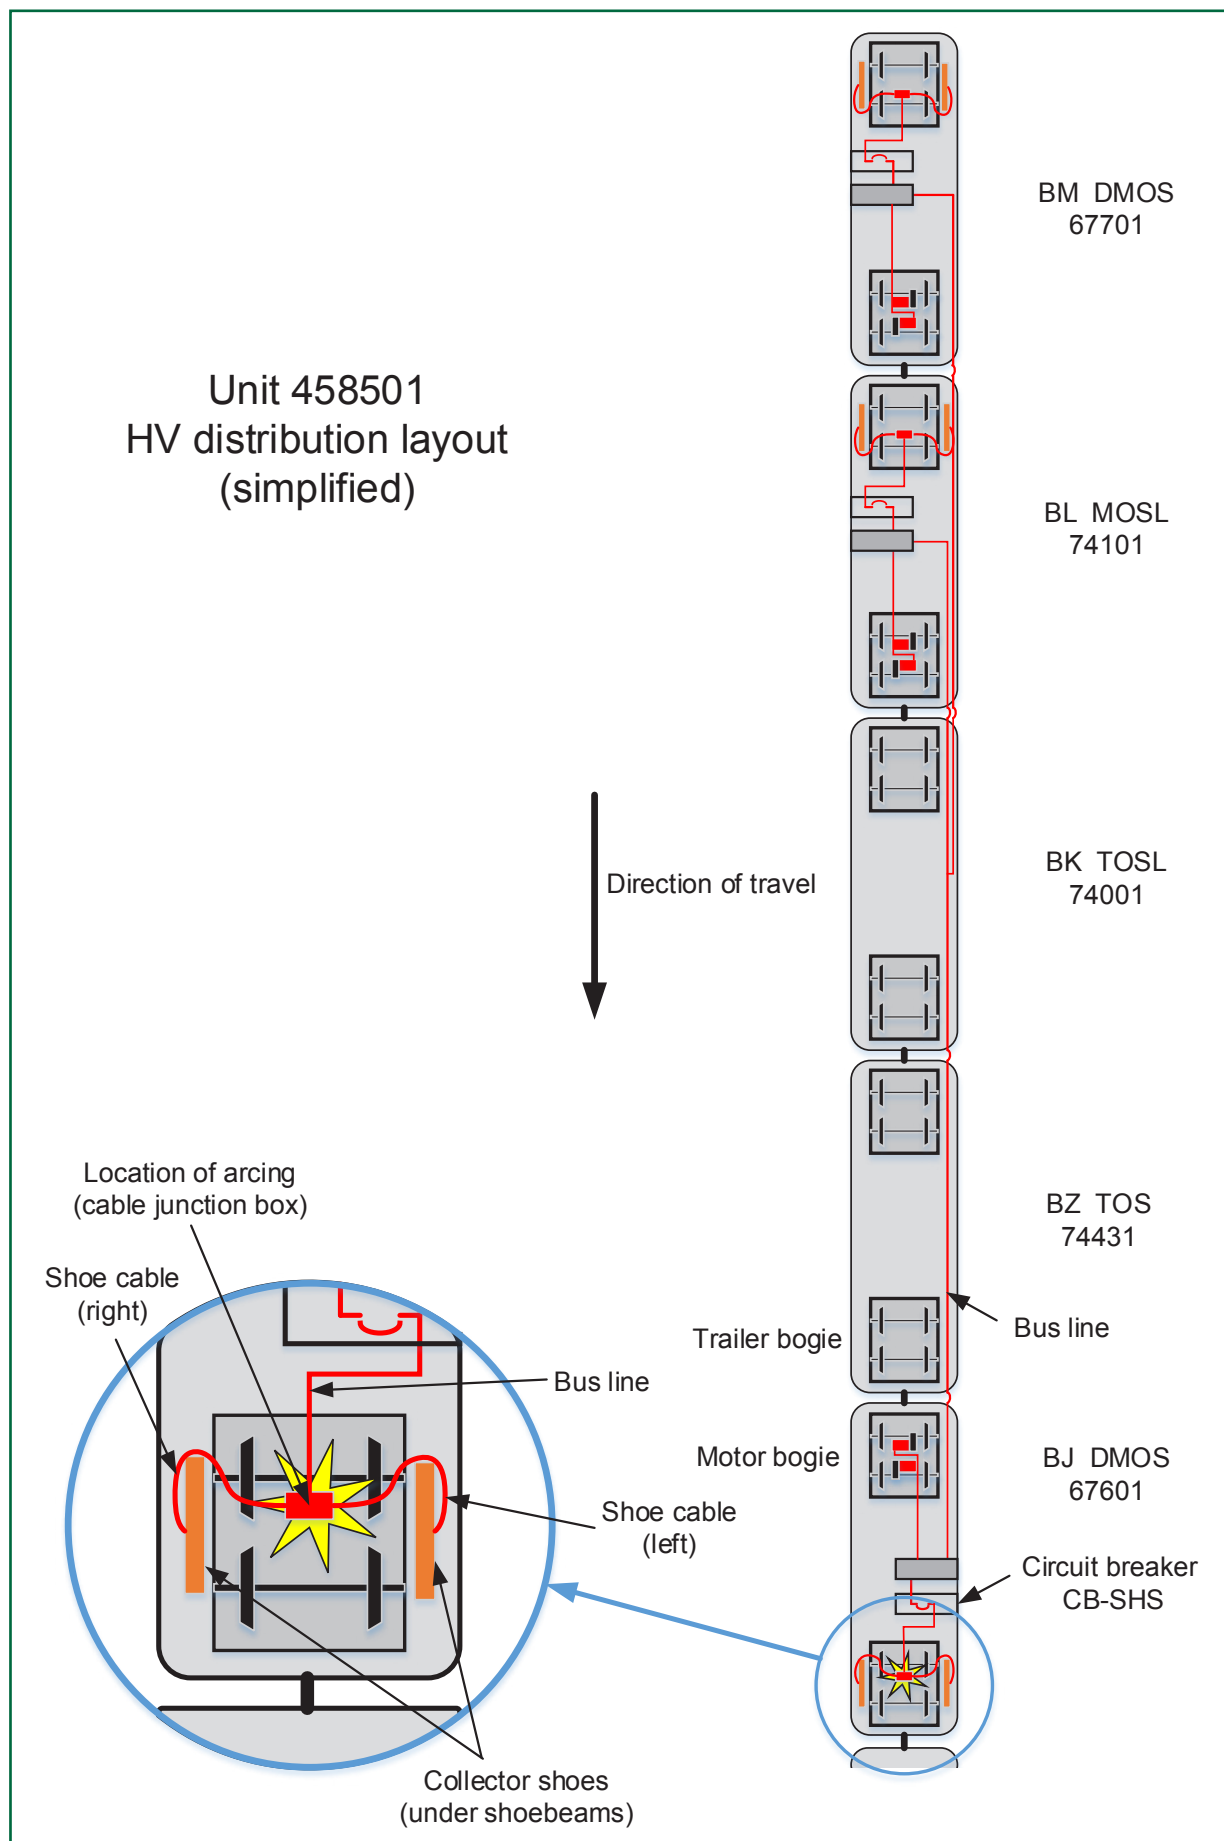 BM DMOS
67701
Unit 458501
HV distribution layout
(simplified)
BL MOSL
74101
Direction of travel
BK TOSL
74001
Location of arcing
(cable junction box)
BZ TOS
74431
Shoe cable
(right)
Trailer bogie
Bus line
Bus line
Motor bogie
BJ DMOS
67601
Shoe cable
(left)
Circuit breaker
CB-SHS
Collector shoes
(under shoebeams)